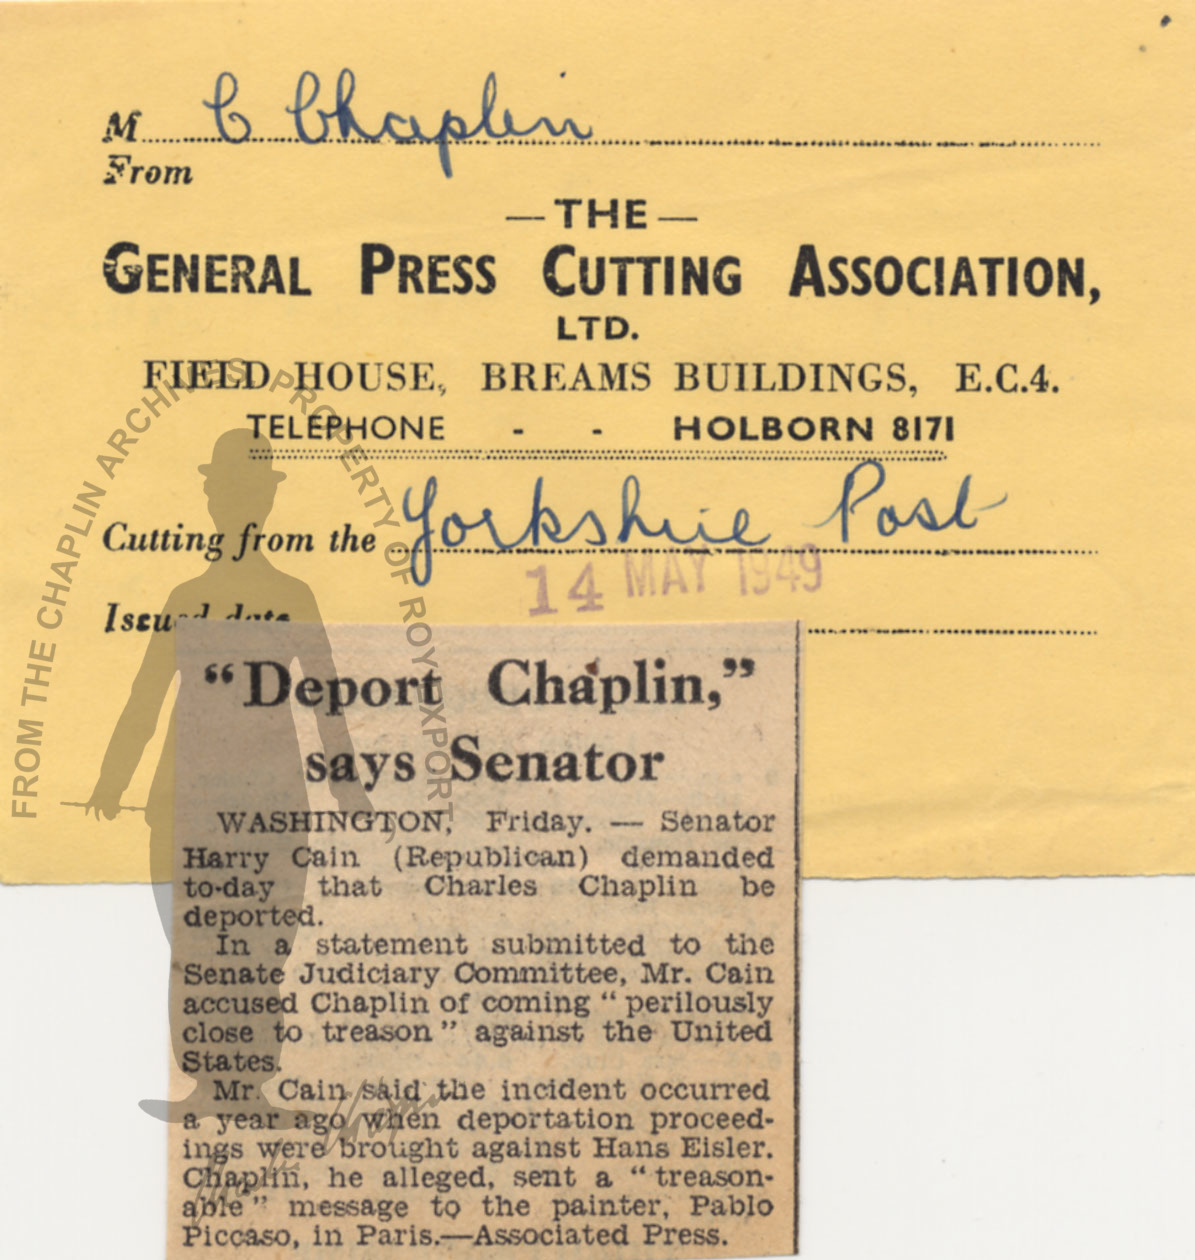 M C Chaplin
From
— THE —
GENERAL PRESS CUTTING ASSOCIATION,
LTD.
FIELD HOUSE, BREAMS BUILDINGS, E.C.4.
TELEPHONE - - HOLBORN 8171
Cutting from the Yorkshire Post
14 MAY 1949
Issued date
"Deport Chaplin,"
says Senator
WASHINGTON, Friday. — Senator
Harry Cain (Republican) demanded
to-day that Charles Chaplin be
deported.
In a statement submitted to the
Senate Judiciary Committee, Mr. Cain
accused Chaplin of coming "perilously
close to treason" against the United
States.
Mr. Cain said the incident occurred
a year ago when deportation proceed-
ings were brought against Hans Eisler.
Chaplin, he alleged, sent a "treason-
able" message to the painter, Pablo
Piccaso, in Paris.—Associated Press.
FROM THE CHAPLIN ARCHIVES, PROPERTY OF ROY EXPORT